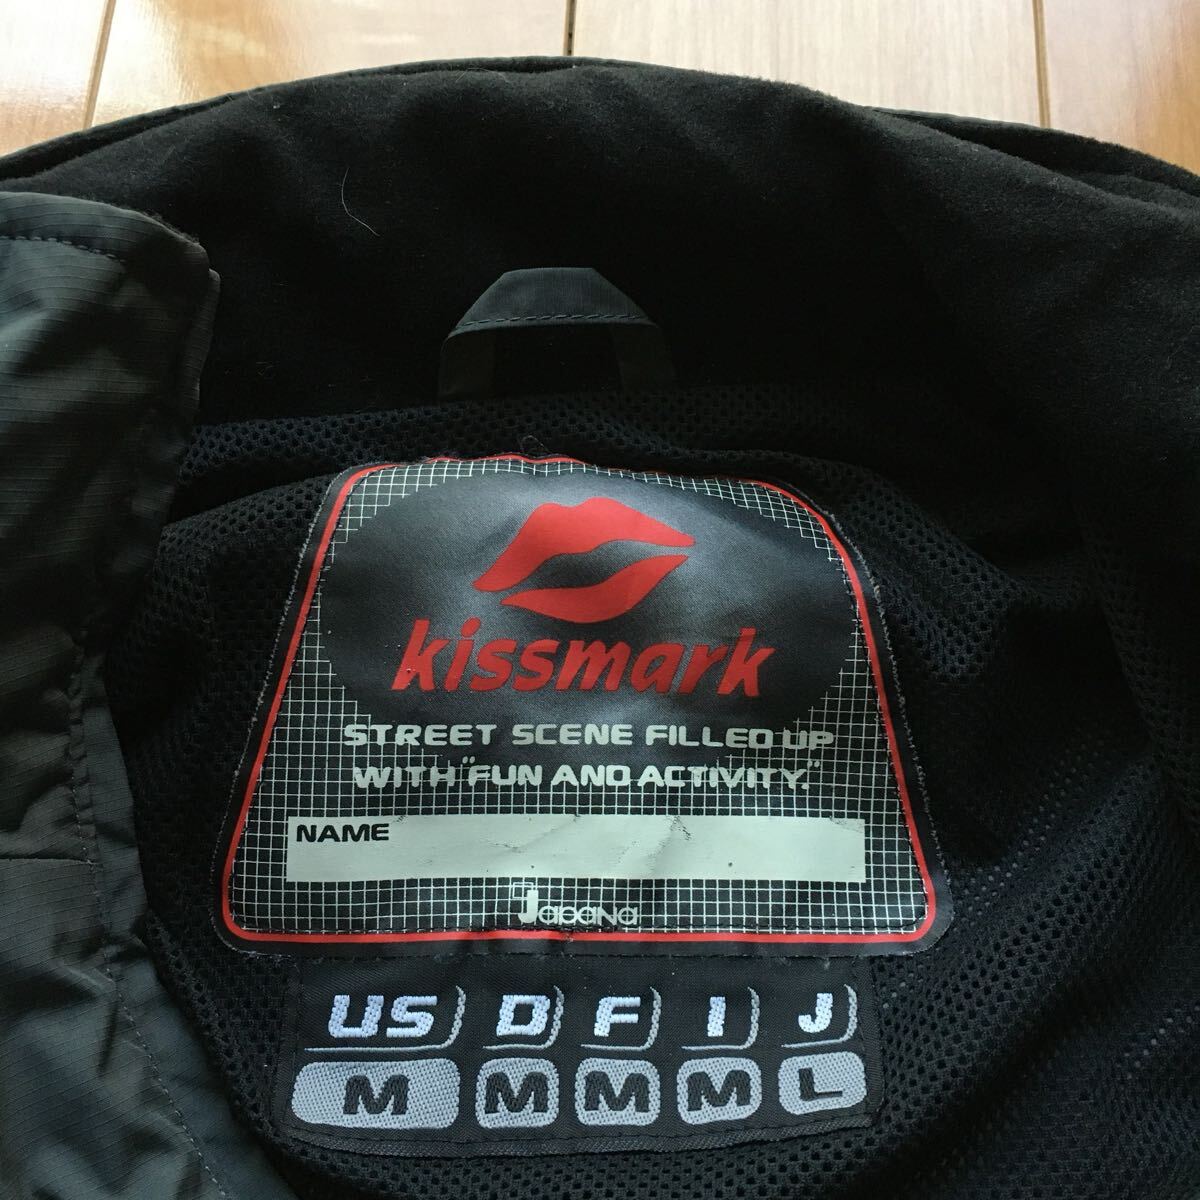 kissmark
STREET SCENE FILLED UP
WITH "FUN AND ACTIVITY."
NAME
Japana
US D F I J
M M M M L